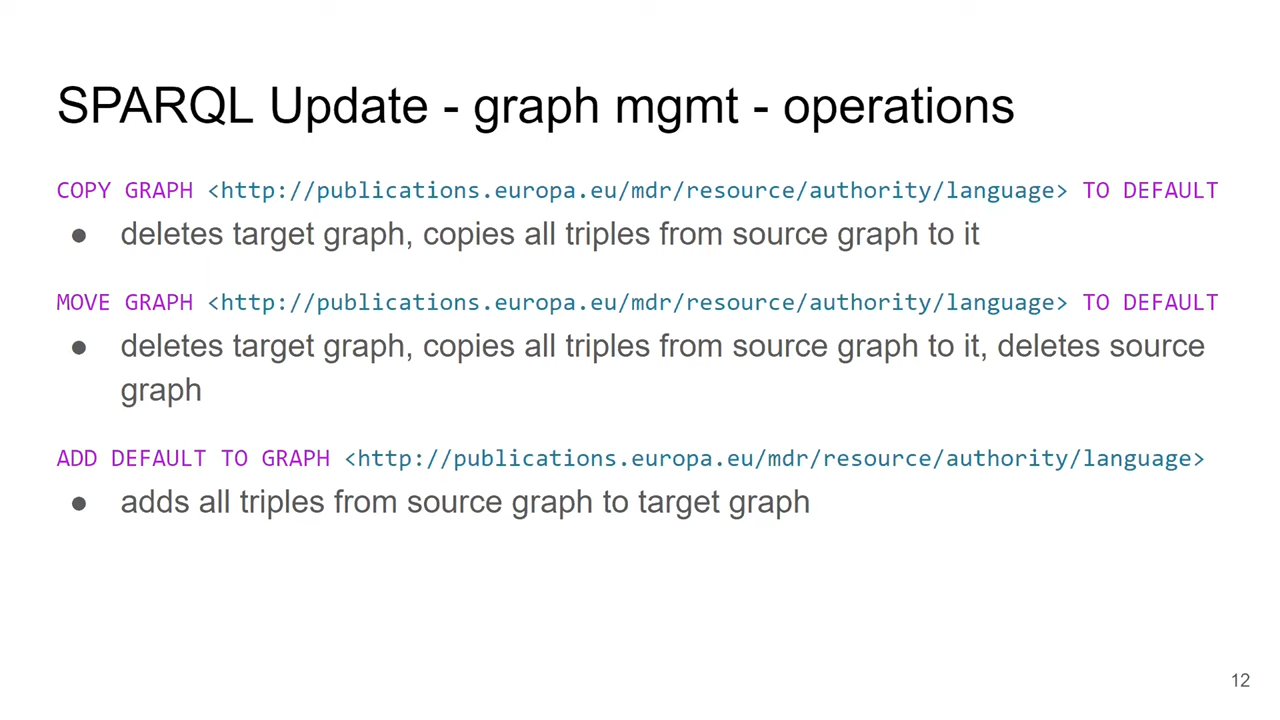 SPARQL Update - graph mgmt - operations
COPY GRAPH <http://publications.europa.eu/mdr/resource/authority/language> TO DEFAULT
● deletes target graph, copies all triples from source graph to it
MOVE GRAPH <http://publications.europa.eu/mdr/resource/authority/language> TO DEFAULT
● deletes target graph, copies all triples from source graph to it, deletes source
graph
ADD DEFAULT TO GRAPH <http://publications.europa.eu/mdr/resource/authority/language>
● adds all triples from source graph to target graph
12